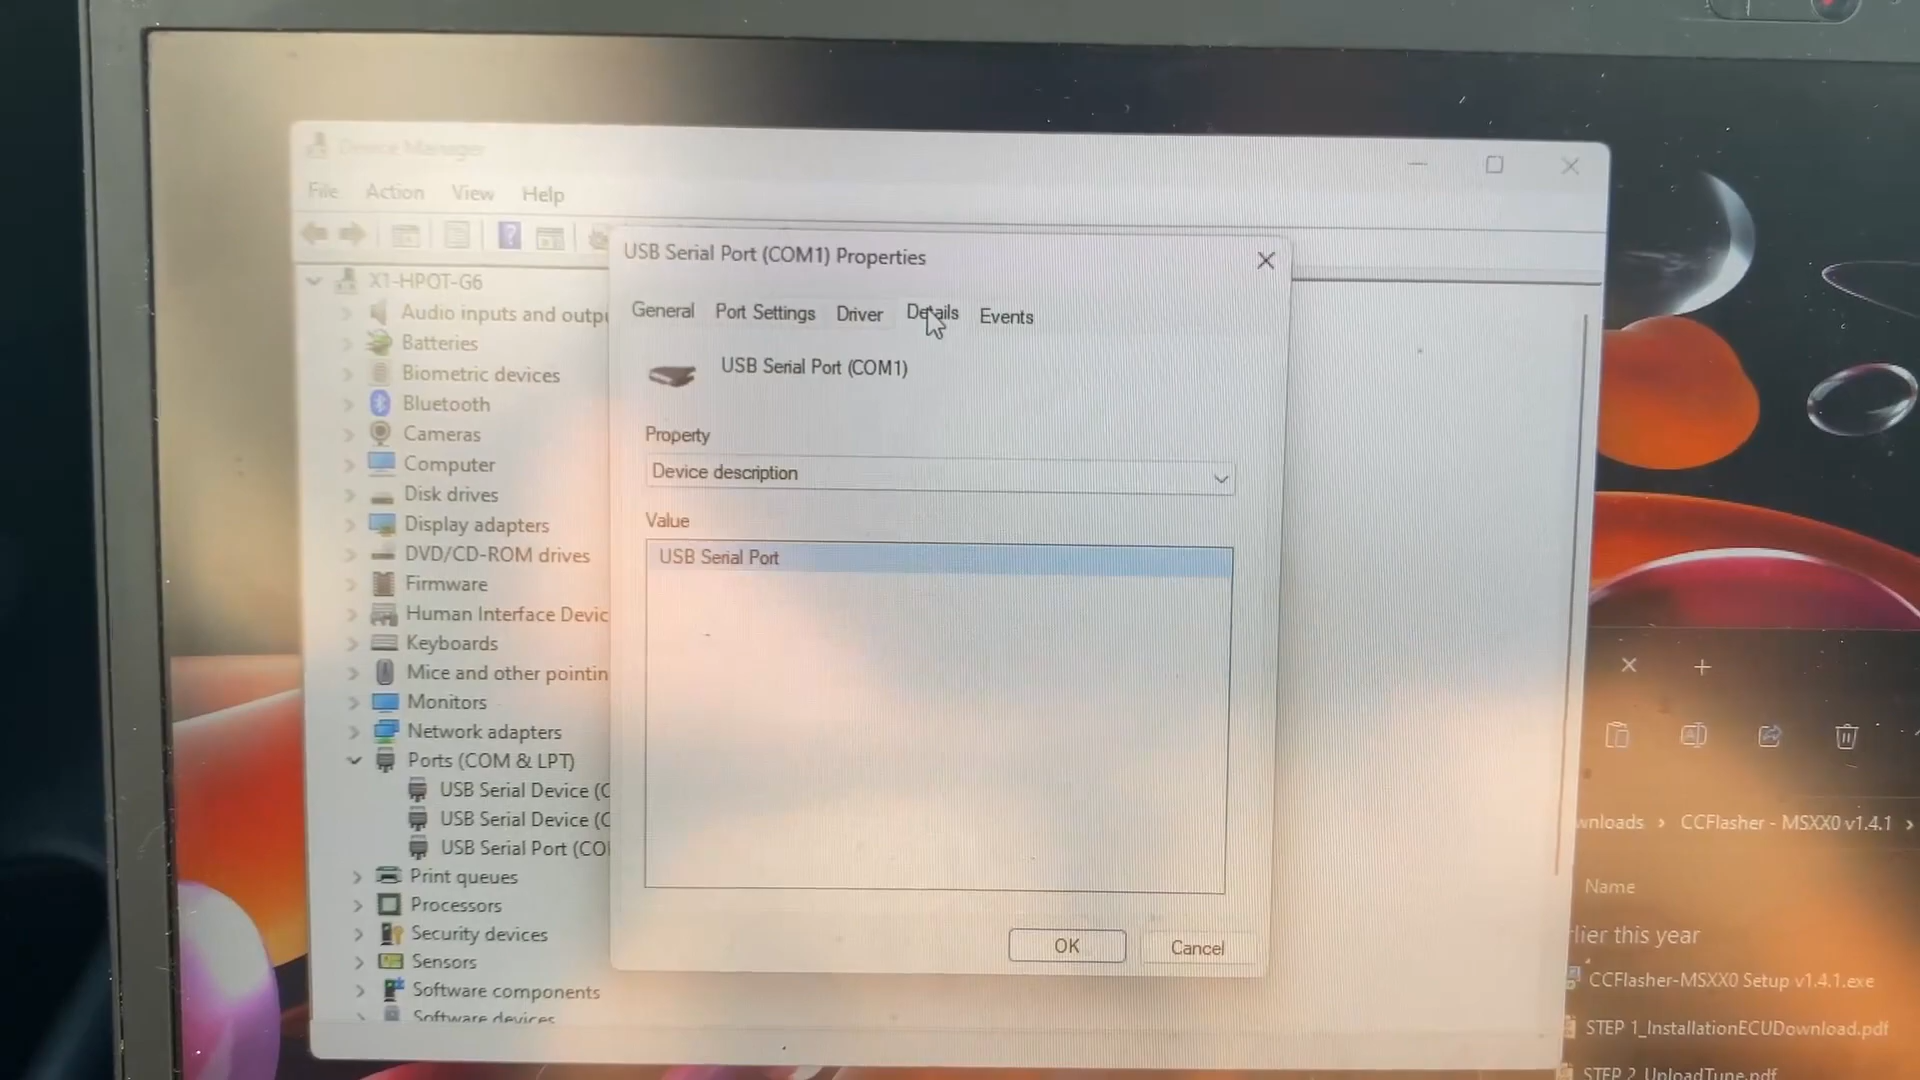 Device Manager
File Action View Help
X1-HPOT-G6
Audio inputs and outpu
Batteries
Biometric devices
Bluetooth
Cameras
Computer
Disk drives
Display adapters
DVD/CD-ROM drives
Firmware
Human Interface Devic
Keyboards
Mice and other pointin
Monitors
Network adapters
Ports (COM & LPT)
USB Serial Device (C
USB Serial Device (C
USB Serial Port (CO
Print queues
Processors
Security devices
Sensors
Software components
Software devices
USB Serial Port (COM1) Properties
General Port Settings Driver Details Events
USB Serial Port (COM1)
Property
Device description
Value
USB Serial Port
OK Cancel
wnloads > CCFlasher - MSXX0 v1.4.1 >
Name
rlier this year
CCFlasher-MSXX0 Setup v1.4.1.exe
STEP 1_InstallationECUDownload.pdf
STEP 2_UploadTune.pdf